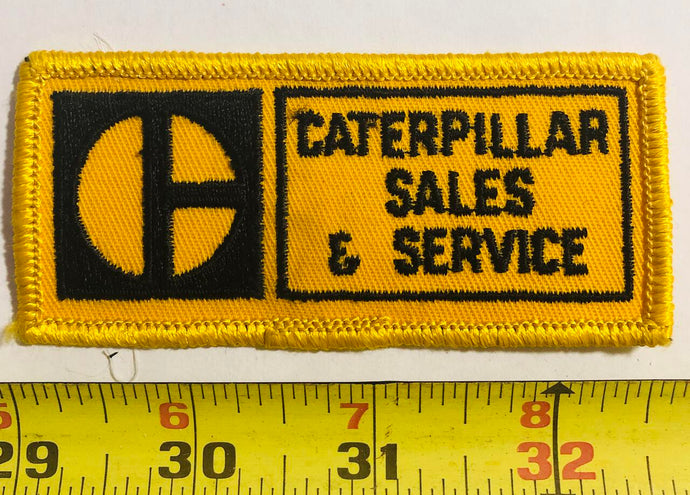 CATERPILLAR
SALES
& SERVICE
5 6 7 8
29 30 31 32